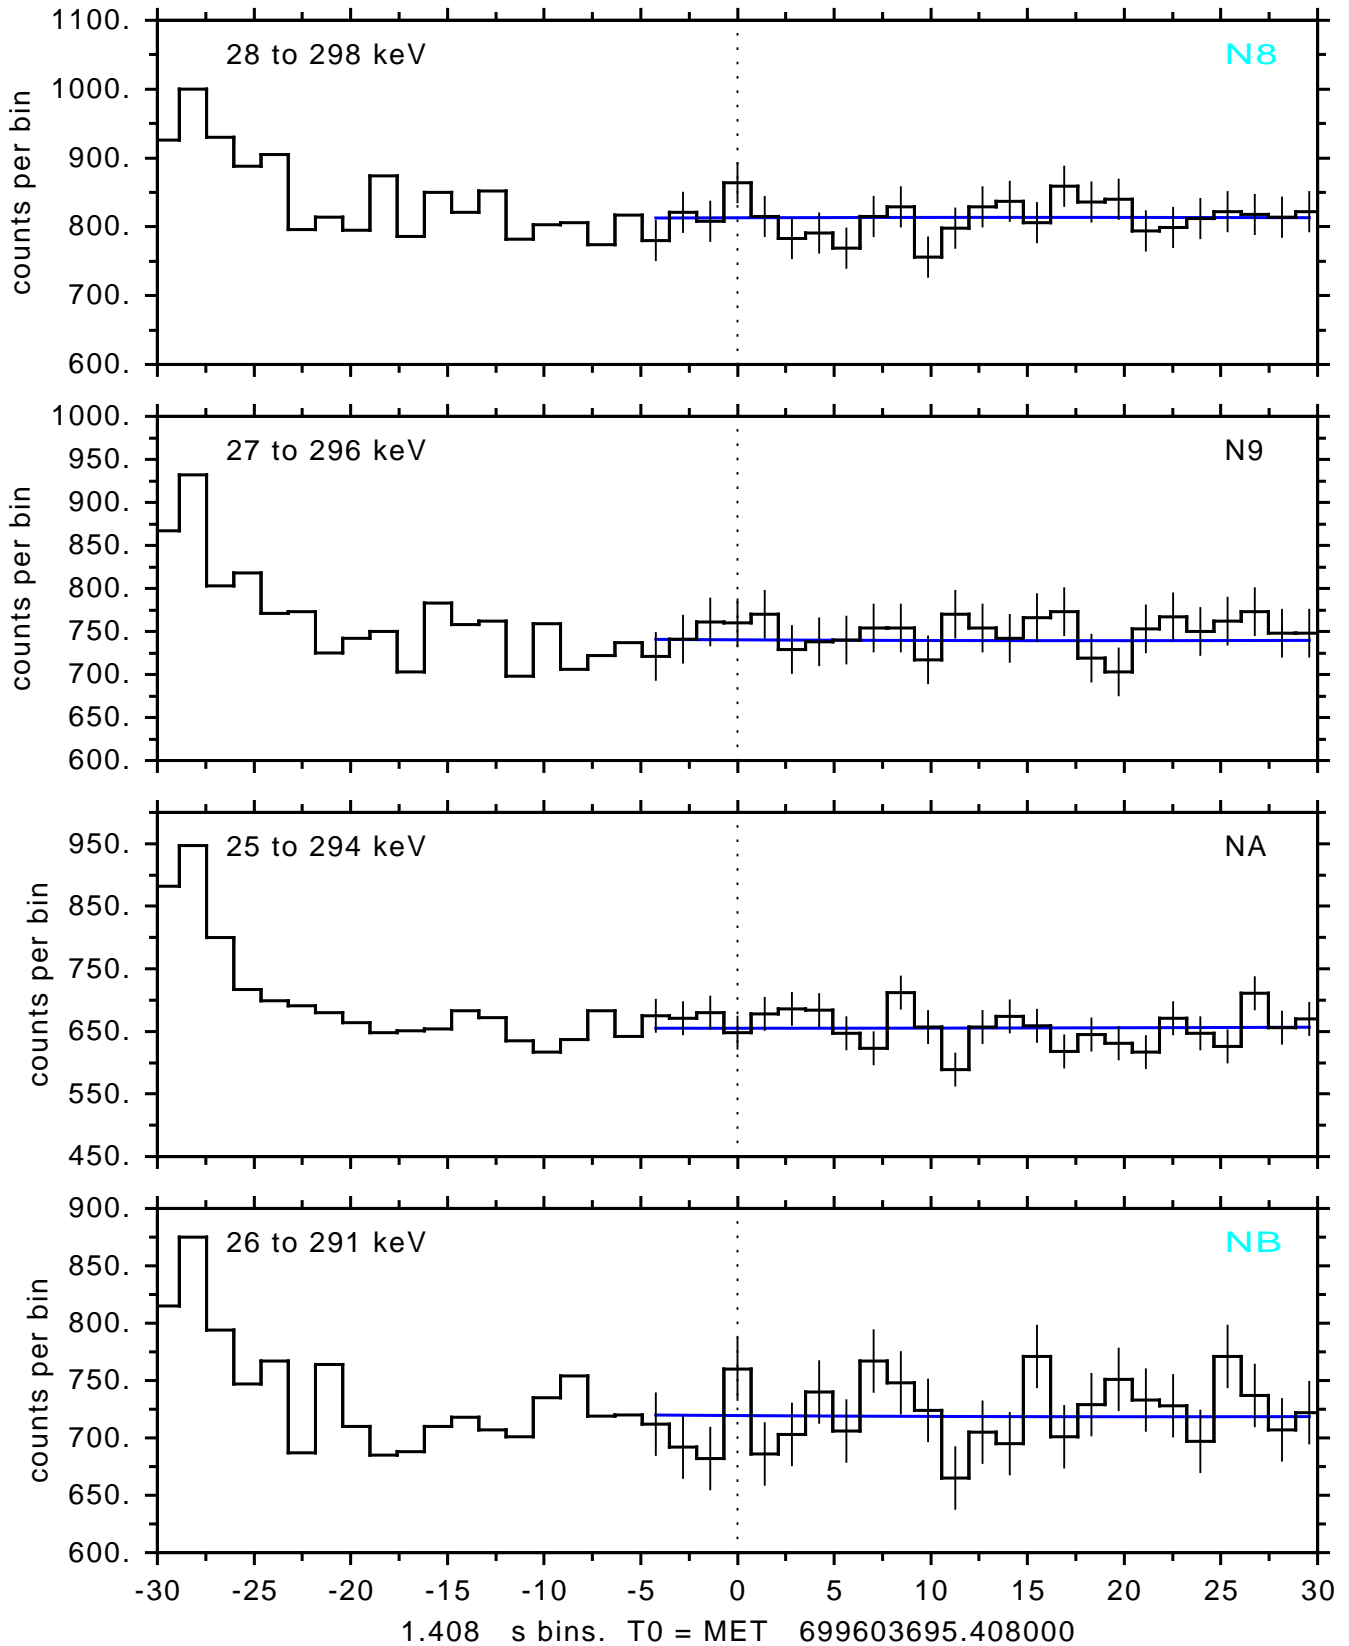 1100.
28 to 298 keV N8
1000.
900.
800.
700.
600.
counts per bin
1000.
27 to 296 keV N9
950.
900.
850.
800.
750.
700.
650.
600.
counts per bin
25 to 294 keV NA
950.
850.
750.
650.
550.
450.
counts per bin
900.
26 to 291 keV NB
850.
800.
750.
700.
650.
600.
counts per bin
-30 -25 -20 -15 -10 -5 0 5 10 15 20 25 30
1.408 s bins. T0 = MET 699603695.408000